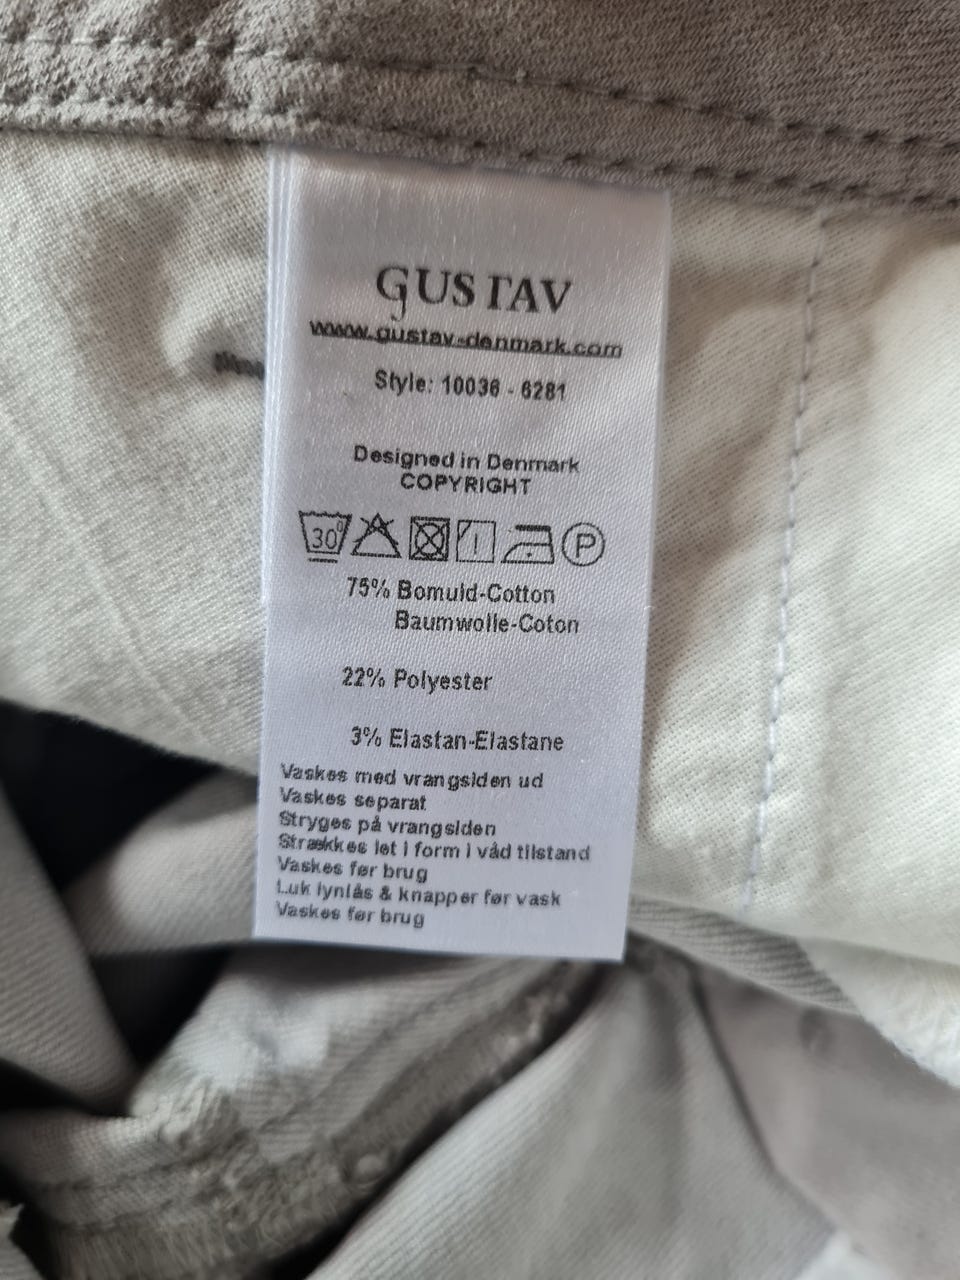 GUSTAV
www.gustav-denmark.com
Style: 10036 - 6281
Designed in Denmark
COPYRIGHT
30° P
75% Bomuld-Cotton
Baumwolle-Coton
22% Polyester
3% Elastan-Elastane
Vaskes med vrangsiden ud
Vaskes separat
Stryges på vrangsiden
Strækkes let i form i våd tilstand
Vaskes før brug
Luk lynlås & knapper før vask
Vaskes før brug